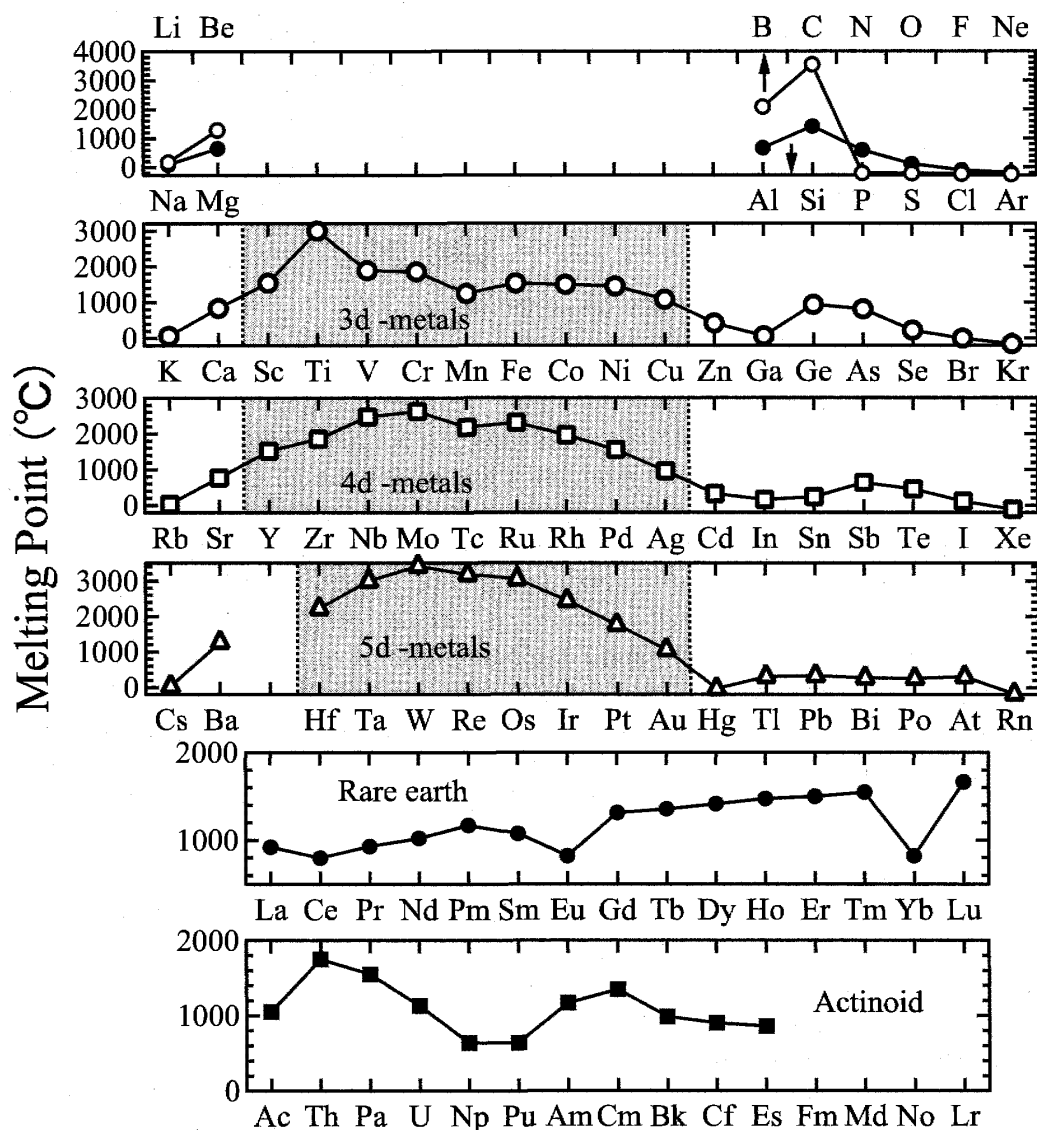 Li Be B C N O F Ne
4000
3000
2000
1000
0
Na Mg Al Si P S Cl Ar
3000
2000
1000
0
3d -metals
K Ca Sc Ti V Cr Mn Fe Co Ni Cu Zn Ga Ge As Se Br Kr
3000
2000
1000
0
4d -metals
Rb Sr Y Zr Nb Mo Tc Ru Rh Pd Ag Cd In Sn Sb Te I Xe
3000
2000
1000
0
5d -metals
Cs Ba Hf Ta W Re Os Ir Pt Au Hg Tl Pb Bi Po At Rn
Melting Point (°C)
2000
1000
Rare earth
La Ce Pr Nd Pm Sm Eu Gd Tb Dy Ho Er Tm Yb Lu
2000
1000
0
Actinoid
Ac Th Pa U Np Pu Am Cm Bk Cf Es Fm Md No Lr